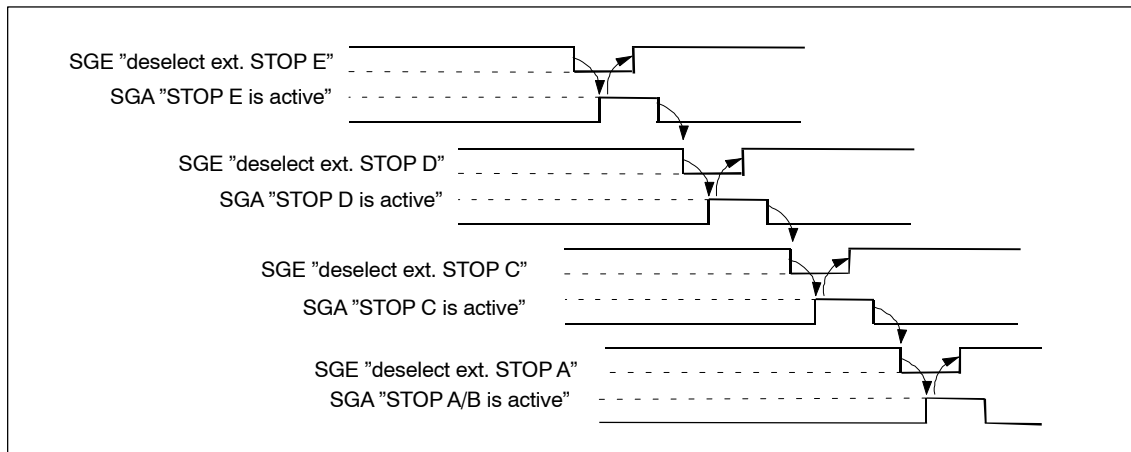 SGE ”deselect ext. STOP E”
SGA ”STOP E is active”
SGE ”deselect ext. STOP D”
SGA ”STOP D is active”
SGE ”deselect ext. STOP C”
SGA ”STOP C is active”
SGE ”deselect ext. STOP A”
SGA ”STOP A/B is active”